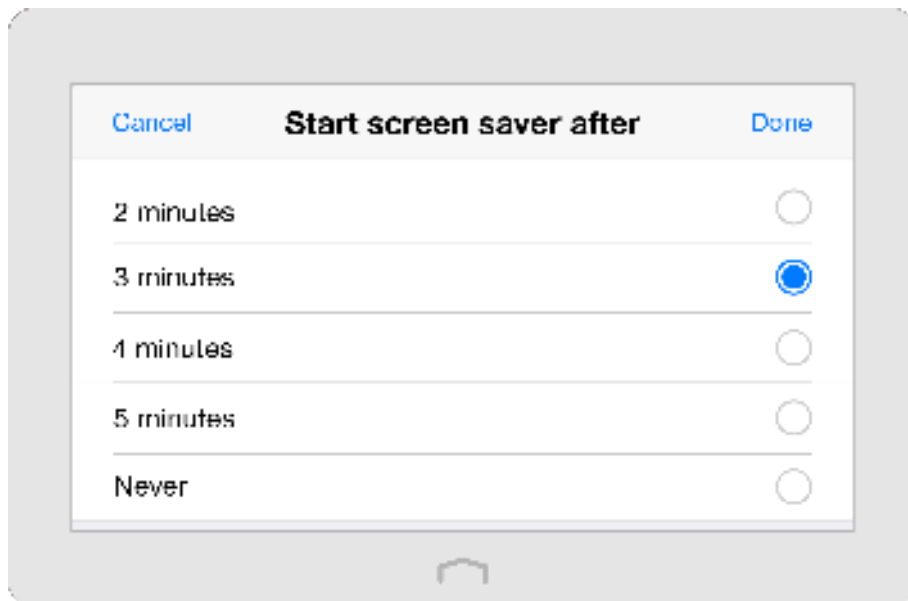 Cancel Start screen saver after Done
2 minutes
3 minutes
4 minutes
5 minutes
Never